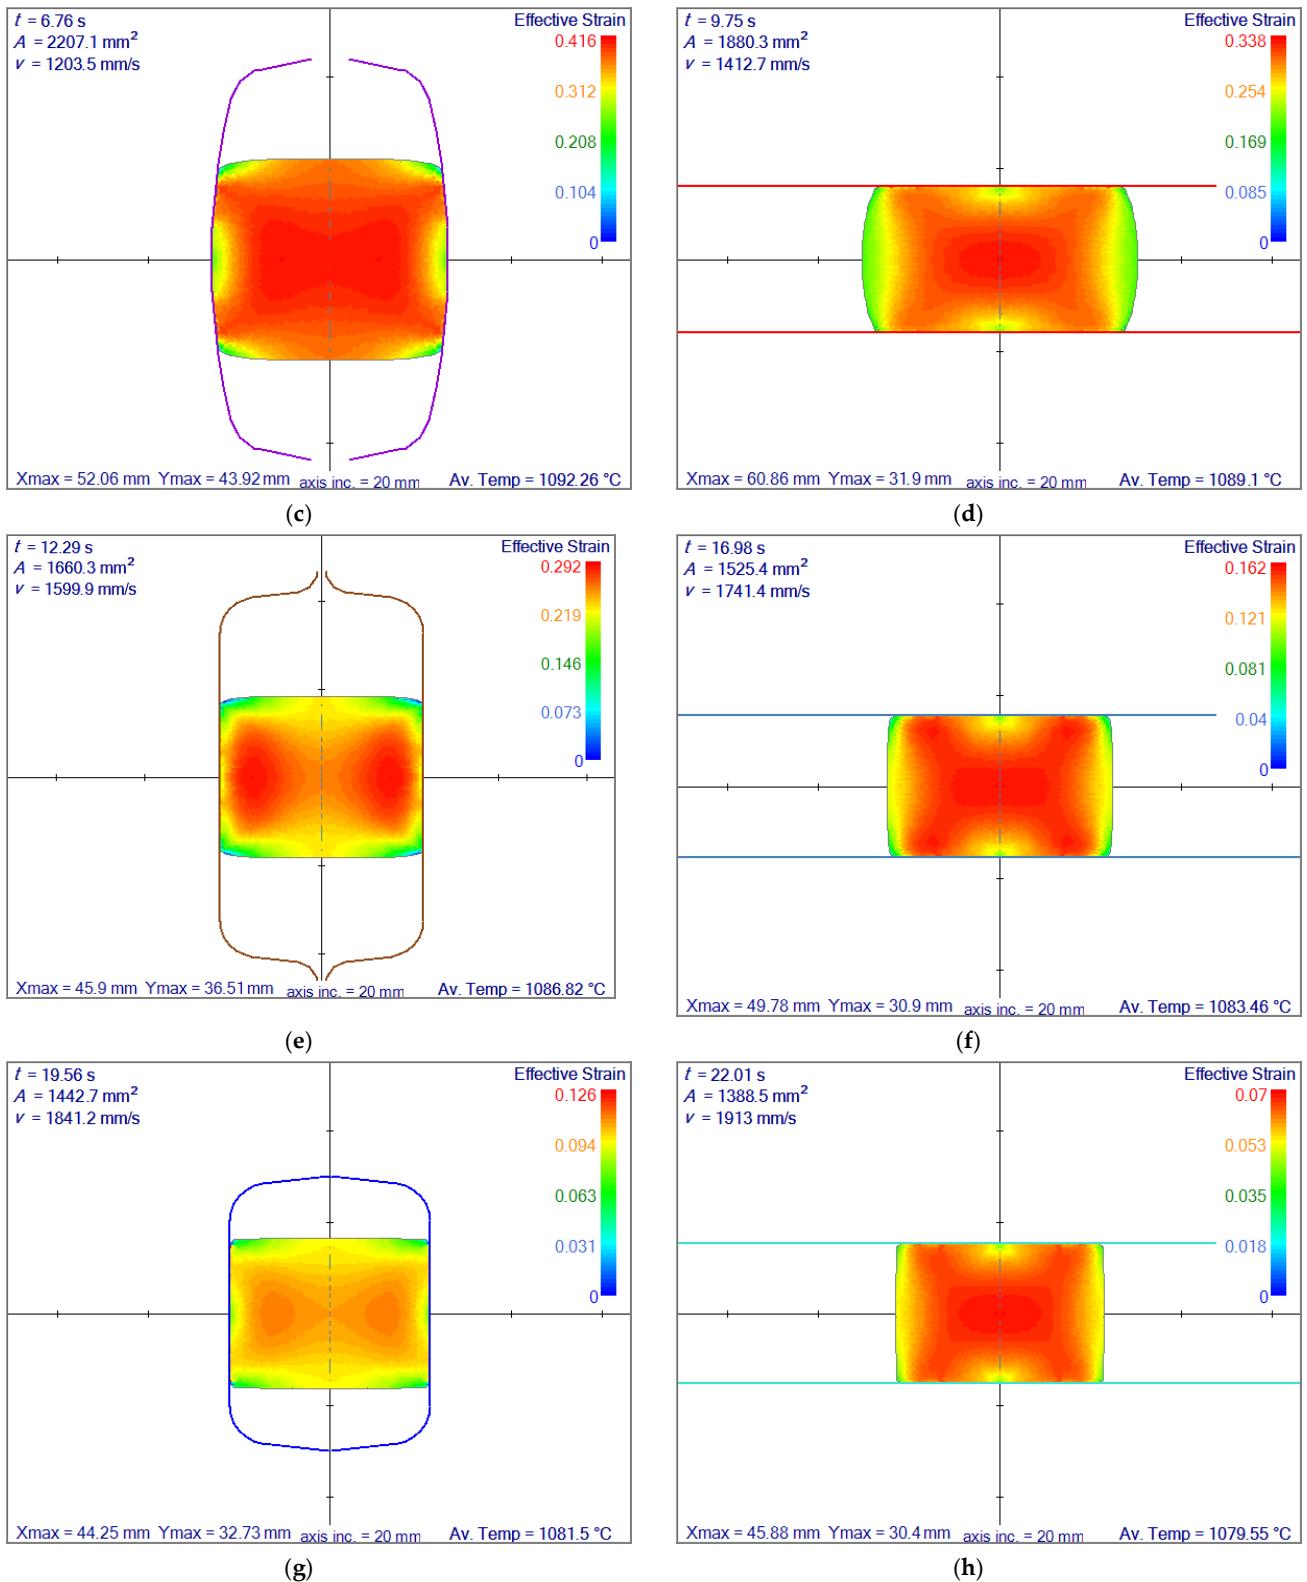 t = 6.76 s
A = 2207.1 mm²
v = 1203.5 mm/s
Effective Strain
0.416
0.312
0.208
0.104
0
Xmax = 52.06 mm Ymax = 43.92 mm axis inc. = 20 mm Av. Temp = 1092.26 °C
(c)
t = 9.75 s
A = 1880.3 mm²
v = 1412.7 mm/s
Effective Strain
0.338
0.254
0.169
0.085
0
Xmax = 60.86 mm Ymax = 31.9 mm axis inc. = 20 mm Av. Temp = 1089.1 °C
(d)
t = 12.29 s
A = 1660.3 mm²
v = 1599.9 mm/s
Effective Strain
0.292
0.219
0.146
0.073
0
Xmax = 45.9 mm Ymax = 36.51 mm axis inc. = 20 mm Av. Temp = 1086.82 °C
(e)
t = 16.98 s
A = 1525.4 mm²
v = 1741.4 mm/s
Effective Strain
0.162
0.121
0.081
0.04
0
Xmax = 49.78 mm Ymax = 30.9 mm axis inc. = 20 mm Av. Temp = 1083.46 °C
(f)
t = 19.56 s
A = 1442.7 mm²
v = 1841.2 mm/s
Effective Strain
0.126
0.094
0.063
0.031
0
Xmax = 44.25 mm Ymax = 32.73 mm axis inc. = 20 mm Av. Temp = 1081.5 °C
(g)
t = 22.01 s
A = 1388.5 mm²
v = 1913 mm/s
Effective Strain
0.07
0.053
0.035
0.018
0
Xmax = 45.88 mm Ymax = 30.4 mm axis inc. = 20 mm Av. Temp = 1079.55 °C
(h)